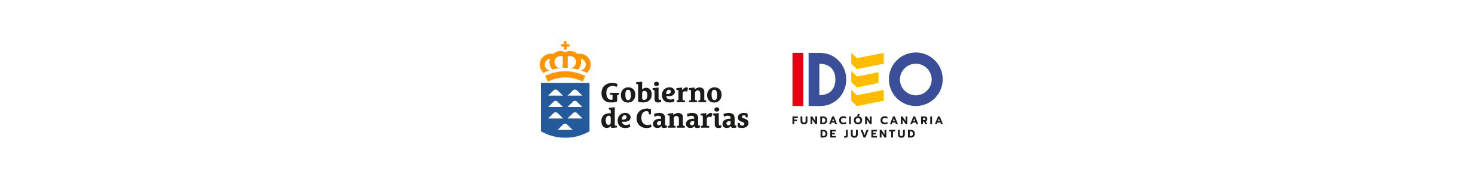 Gobierno
de Canarias
IDEO
FUNDACIÓN CANARIA
DE JUVENTUD